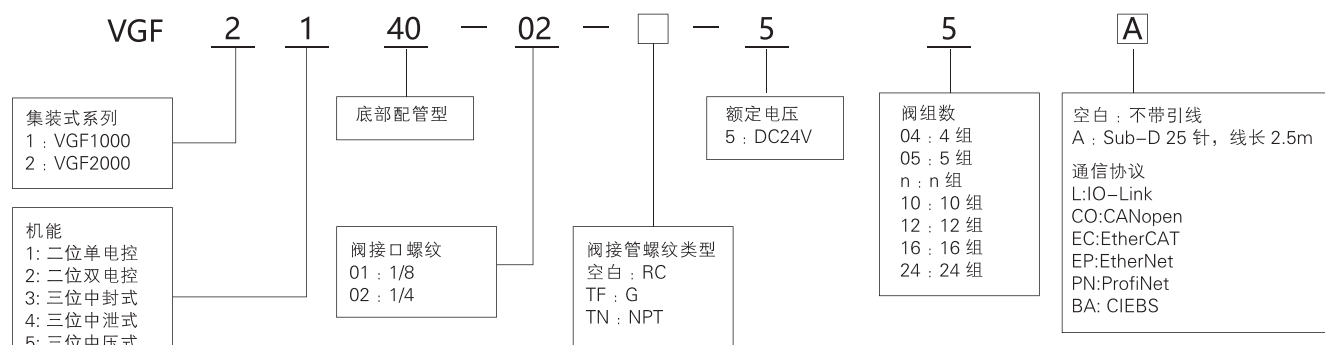 VGF 2 1 40 — 02 — □ — 5 5 A
集装式系列
1：VGF1000
2：VGF2000
机能
1: 二位单电控
2: 二位双电控
3: 三位中封式
4: 三位中泄式
5: 三位中压式
底部配管型
阀接口螺纹
01：1/8
02：1/4
阀接管螺纹类型
空白：RC
TF：G
TN：NPT
额定电压
5：DC24V
阀组数
04：4 组
05：5 组
n：n 组
10：10 组
12：12 组
16：16 组
24：24 组
空白：不带引线
A：Sub-D 25 针，线长 2.5m
通信协议
L:IO-Link
CO:CANopen
EC:EtherCAT
EP:EtherNet
PN:ProfiNet
BA: CIEBS